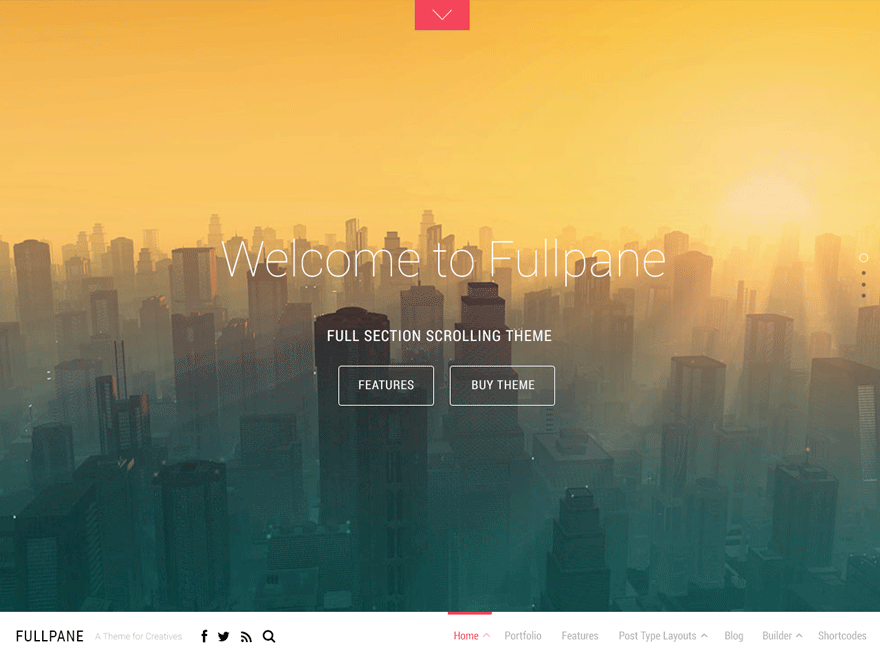 Welcome to Fullpane
FULL SECTION SCROLLING THEME
FEATURES BUY THEME
FULLPANE A Theme for Creatives Home Portfolio Features Post Type Layouts Blog Builder Shortcodes